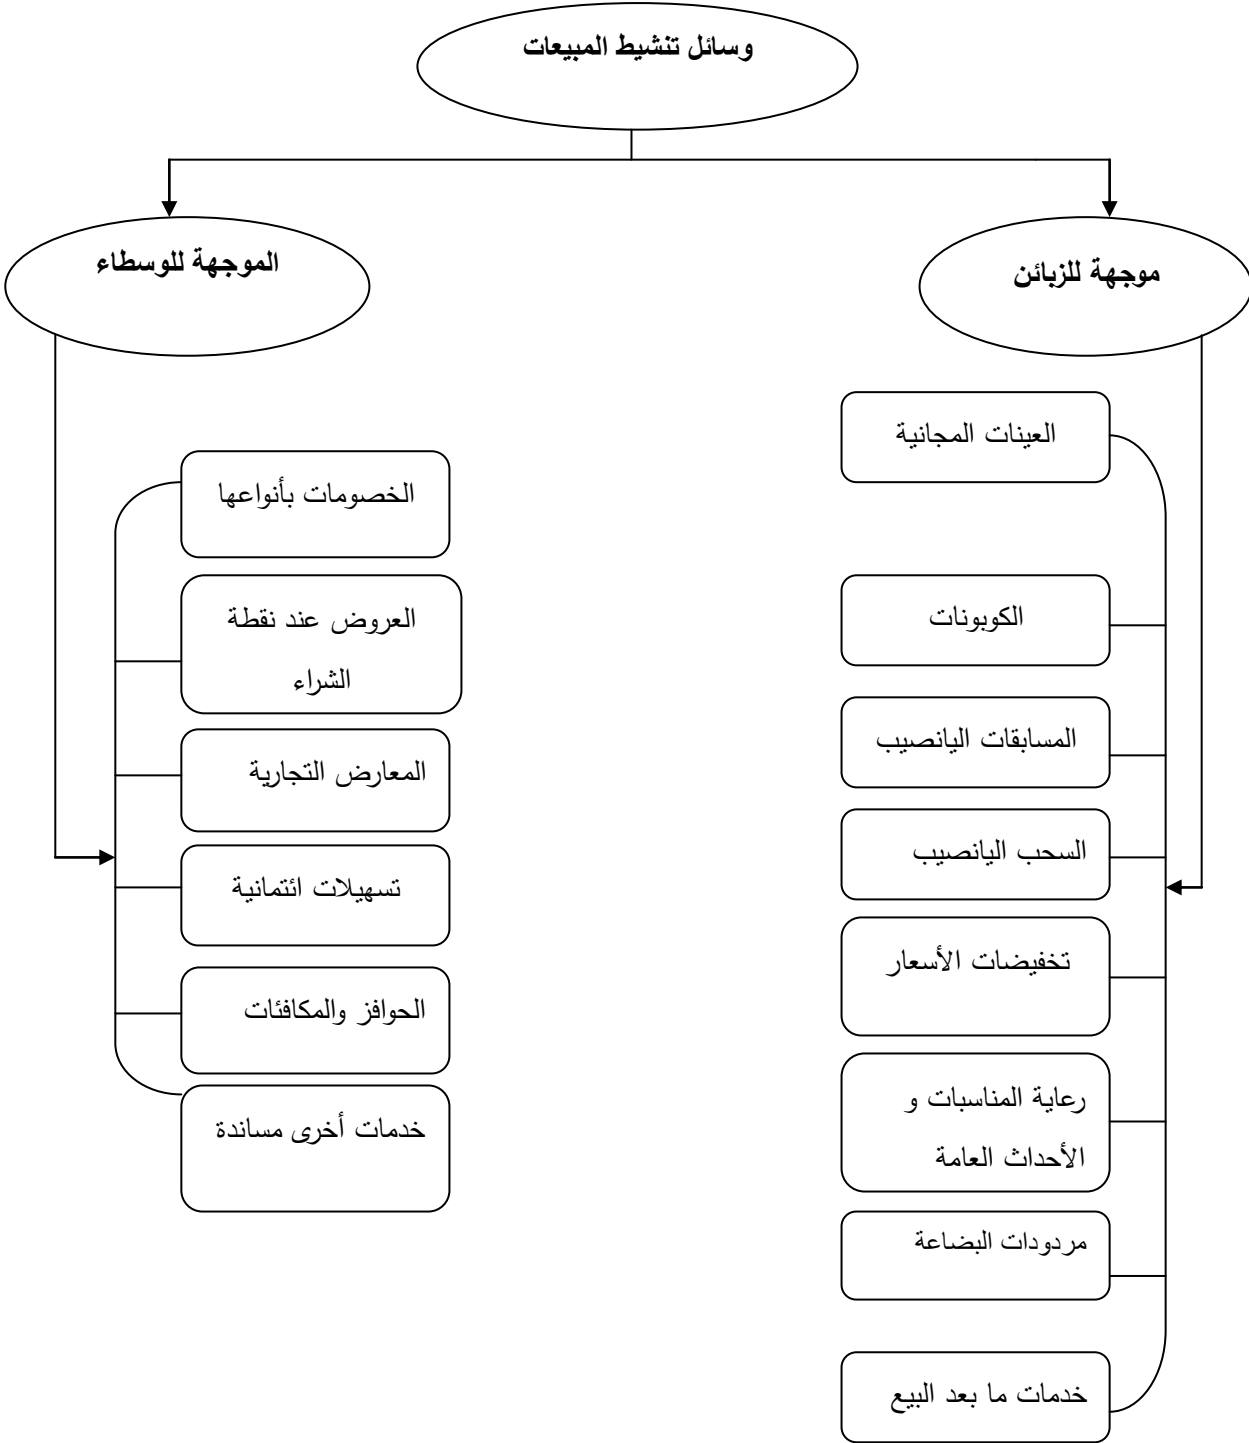 وسائل تنشيط المبيعات
موجهة للزبائن
الموجهة للوسطاء
العينات المجانية
الكوبونات
المسابقات اليانصيب
السحب اليانصيب
تخفيضات الأسعار
رعاية المناسبات و
الأحداث العامة
مردودات البضاعة
خدمات ما بعد البيع
الخصومات بأنواعها
العروض عند نقطة
الشراء
المعارض التجارية
تسهيلات ائتمانية
الحوافز والمكافئات
خدمات أخرى مساندة